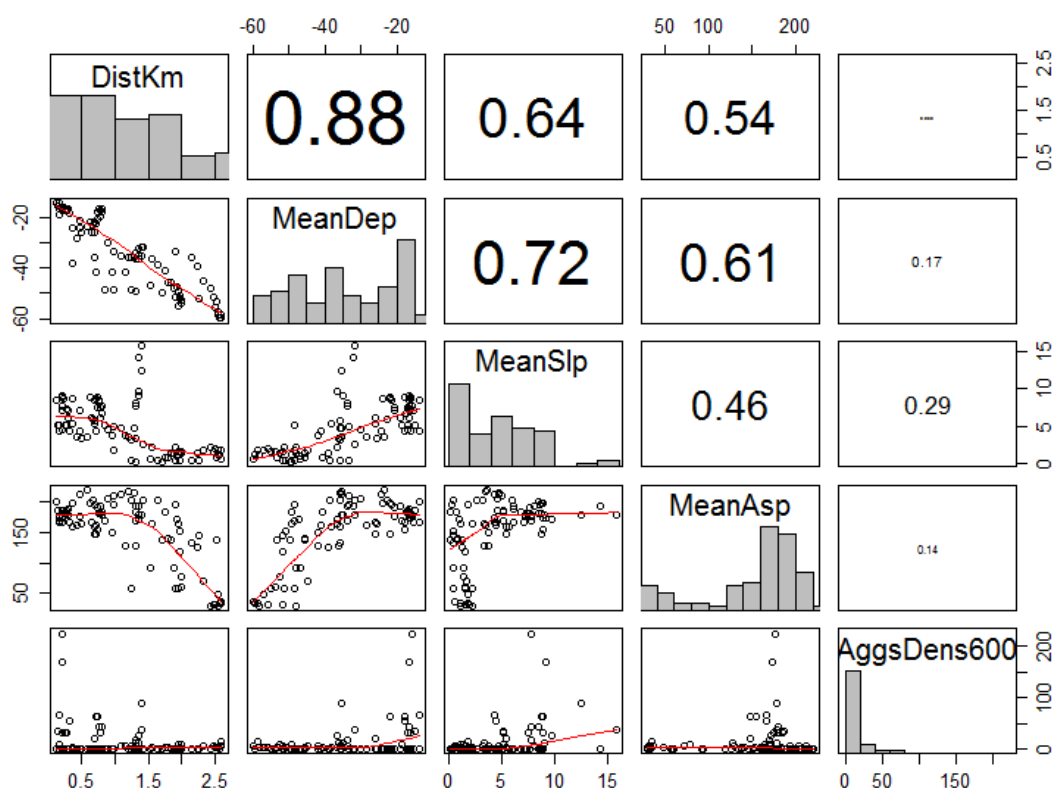 -60 -40 -20 50 100 200
DistKm 0.88 0.64 0.54
0.5 1.5 2.5
-60 -40 -20
MeanDep 0.72 0.61 0.17
MeanSlp 0.46 0.29
0 5 10 15
50 150
MeanAsp 0.14
AggsDens600
0 100 200
0.5 1.5 2.5 0 5 10 15 0 50 150